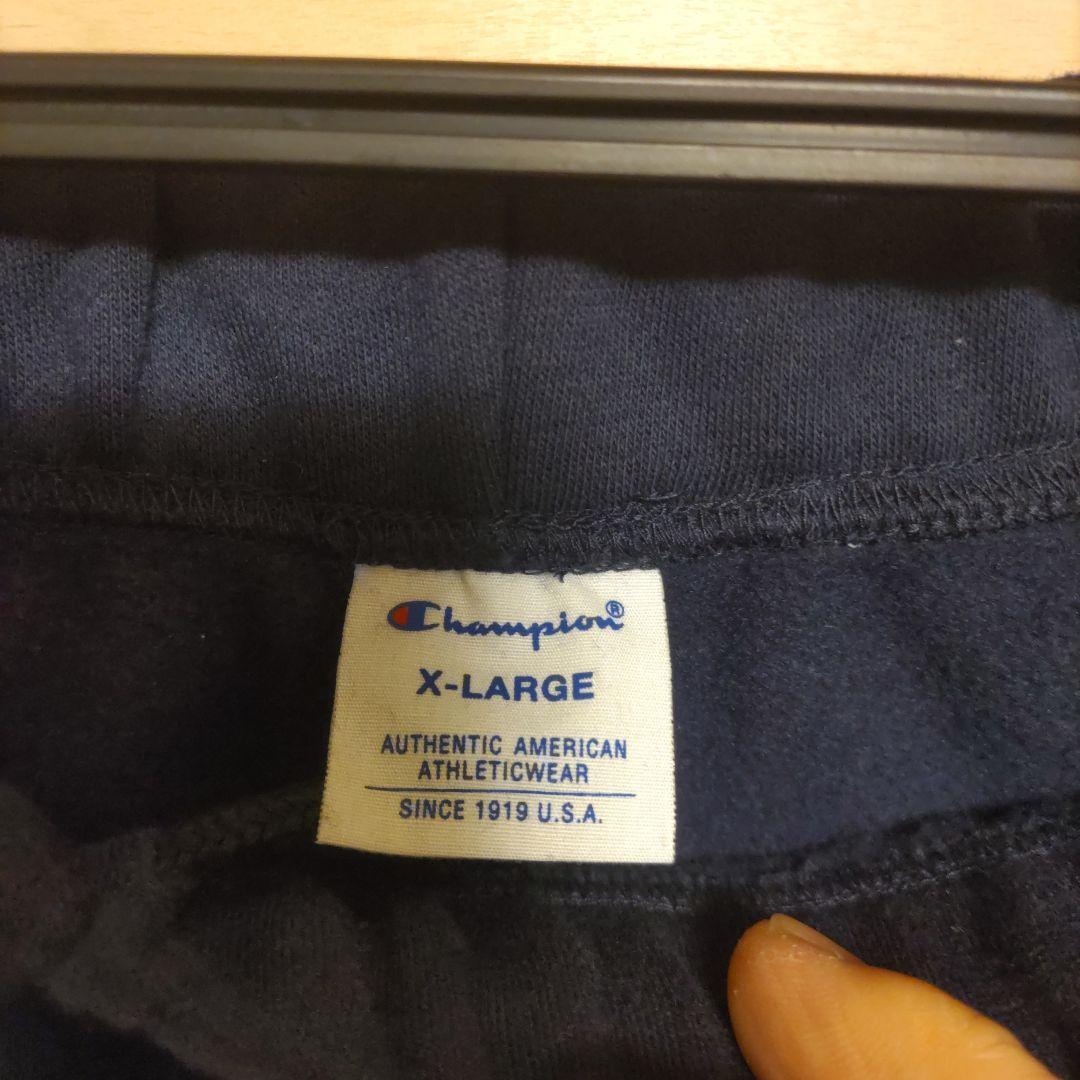 Champion®
X-LARGE
AUTHENTIC AMERICAN
ATHLETICWEAR
SINCE 1919 U.S.A.